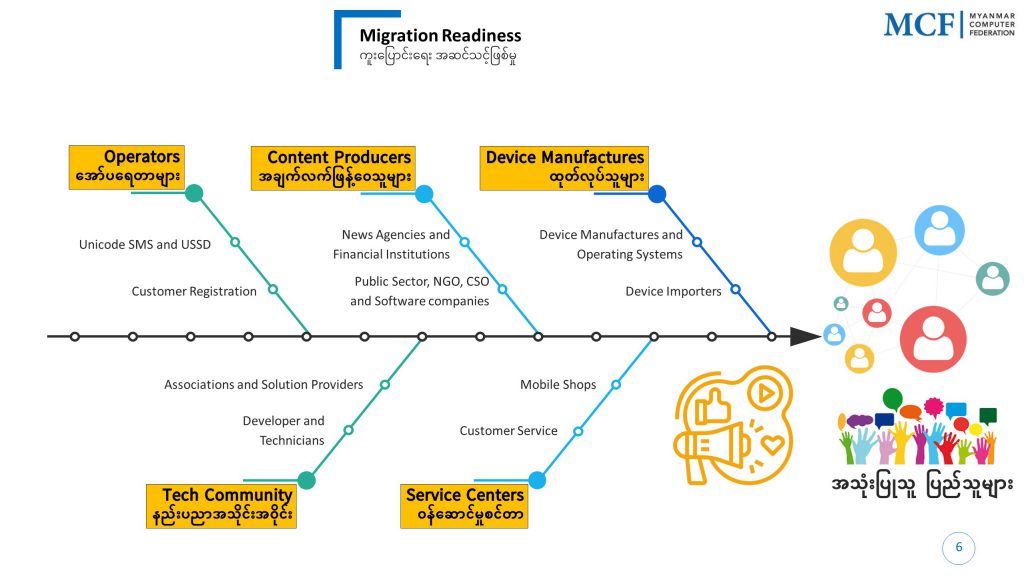 Migration Readiness
ကူးပြောင်းရေး အဆင်သင့်ဖြစ်မှု
MCF
MYANMAR
COMPUTER
FEDERATION
Operators
အော်ပရေတာများ
Content Producers
အချက်လက်ဖြန့်ဝေသူများ
Device Manufactures
ထုတ်လုပ်သူများ
Unicode SMS and USSD
Customer Registration
News Agencies and
Financial Institutions
Public Sector, NGO, CSO
and Software companies
Device Manufactures and
Operating Systems
Device Importers
Associations and Solution Providers
Developer and
Technicians
Mobile Shops
Customer Service
Tech Community
နည်းပညာအသိုင်းအဝိုင်း
Service Centers
ဝန်ဆောင်မှုစင်တာ
အသုံးပြုသူ ပြည်သူများ
6